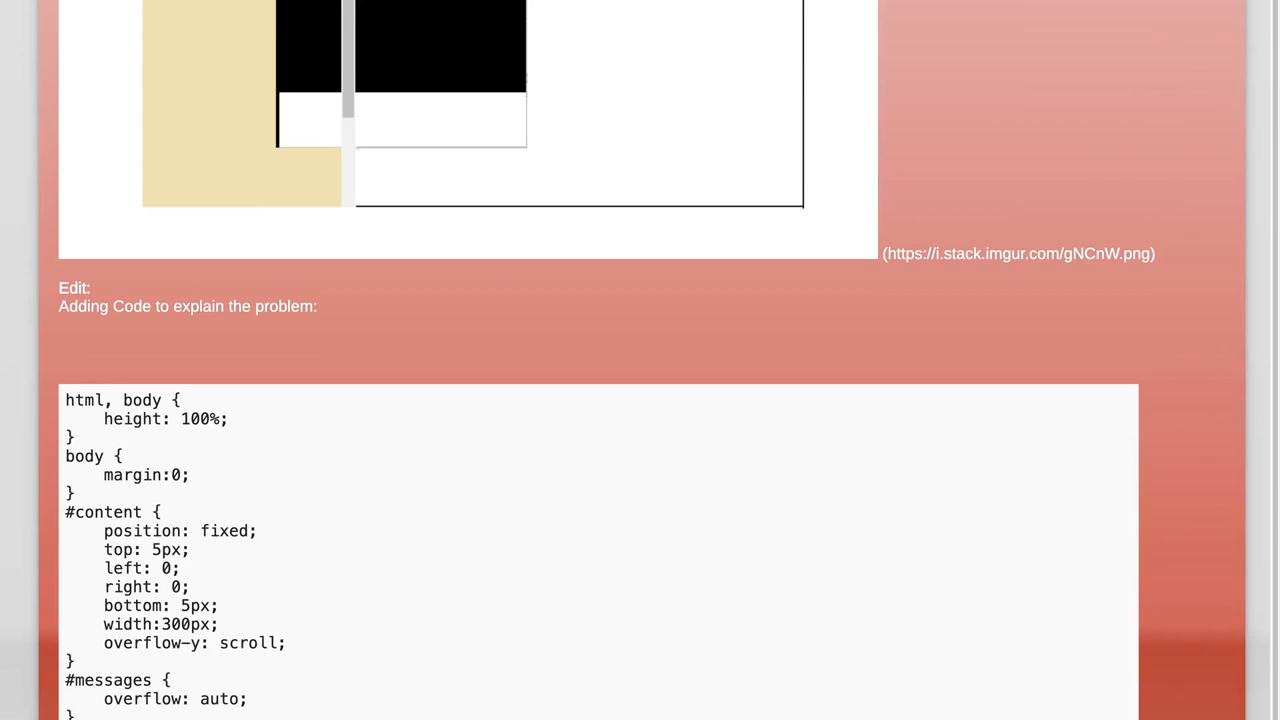 (https://i.stack.imgur.com/gNCnW.png)
Edit:
Adding Code to explain the problem:
html, body {
    height: 100%;
}
body {
    margin:0;
}
#content {
    position: fixed;
    top: 5px;
    left: 0;
    right: 0;
    bottom: 5px;
    width:300px;
    overflow-y: scroll;
}
#messages {
    overflow: auto;
}